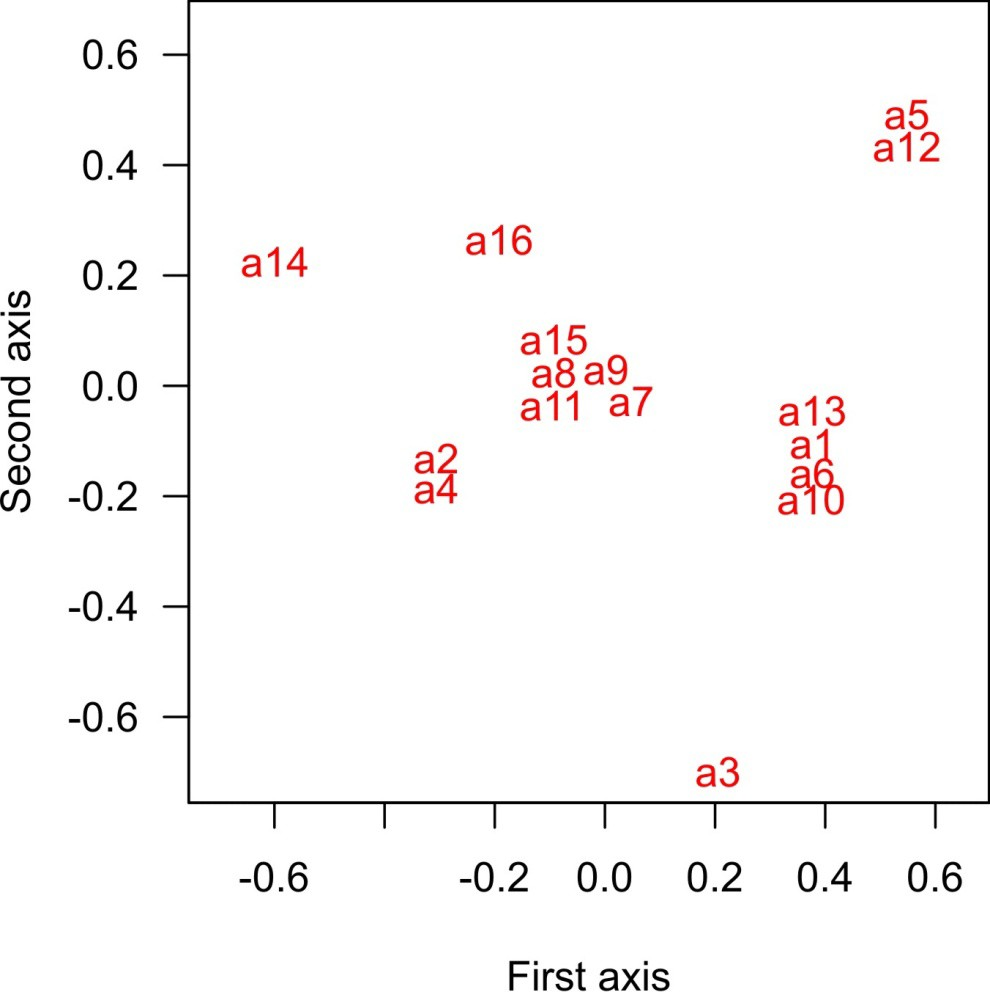 0.6
a5
a12
0.4
a16
a14
0.2
a15
a9
a8
0.0
a7
a11
a13
a1
a2
a6
a4
-0.2
a10
-0.4
-0.6
a3
Second axis
-0.6 -0.2 0.0 0.2 0.4 0.6
First axis